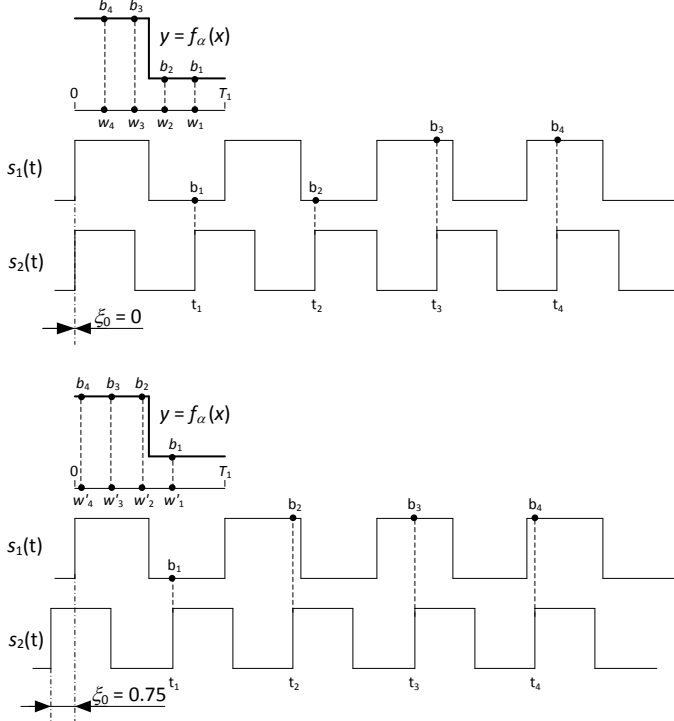 b₄ b₃
y = fα(x)
b₂ b₁
0 T₁
w₄ w₃ w₂ w₁
b₃ b₄
s₁(t)
b₁ b₂
s₂(t)
t₁ t₂ t₃ t₄
ξ₀ = 0
b₄ b₃ b₂
y = fα(x)
b₁
0 T₁
w'₄ w'₃ w'₂ w'₁
b₂ b₃ b₄
s₁(t)
b₁
s₂(t)
t₁ t₂ t₃ t₄
ξ₀ = 0.75